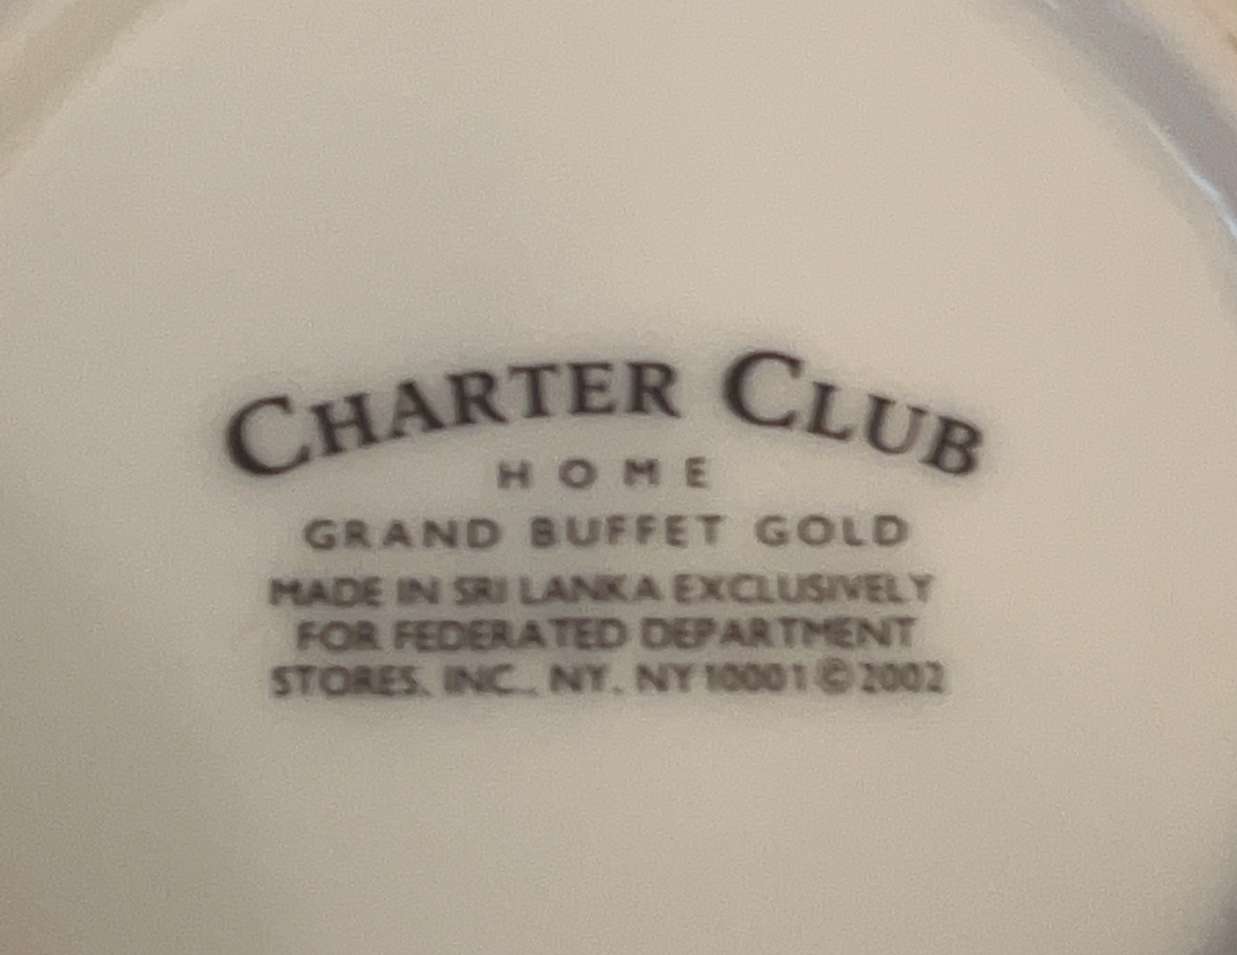 CHARTER CLUB
HOME
GRAND BUFFET GOLD
MADE IN SRI LANKA EXCLUSIVELY
FOR FEDERATED DEPARTMENT
STORES, INC., NY, NY 10001 © 2002